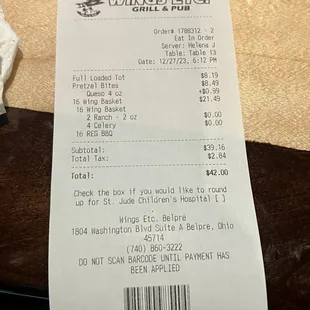 WINGS ETC.
GRILL & PUB
Order# 1786312 - 2
Eat In Order
Server: Helena J
Table: Table 13
Date: 12/27/23, 6:12 PM
Full Loaded Tot $8.19
Pretzel Bites $8.49
Queso 4 oz +$0.99
16 Wing Basket $21.49
16 Wing Basket
2 Ranch - 2 oz $0.00
4 Celery $0.00
16 REG BBQ
Subtotal: $39.16
Total Tax: $2.84
Total: $42.00
Check the box if you would like to round
up for St. Jude Children's Hospital [ ]
.
Wings Etc. Belpre
1804 Washington Blvd Suite A Belpre, Ohio
45714
(740) 860-3222
DO NOT SCAN BARCODE UNTIL PAYMENT HAS
BEEN APPLIED